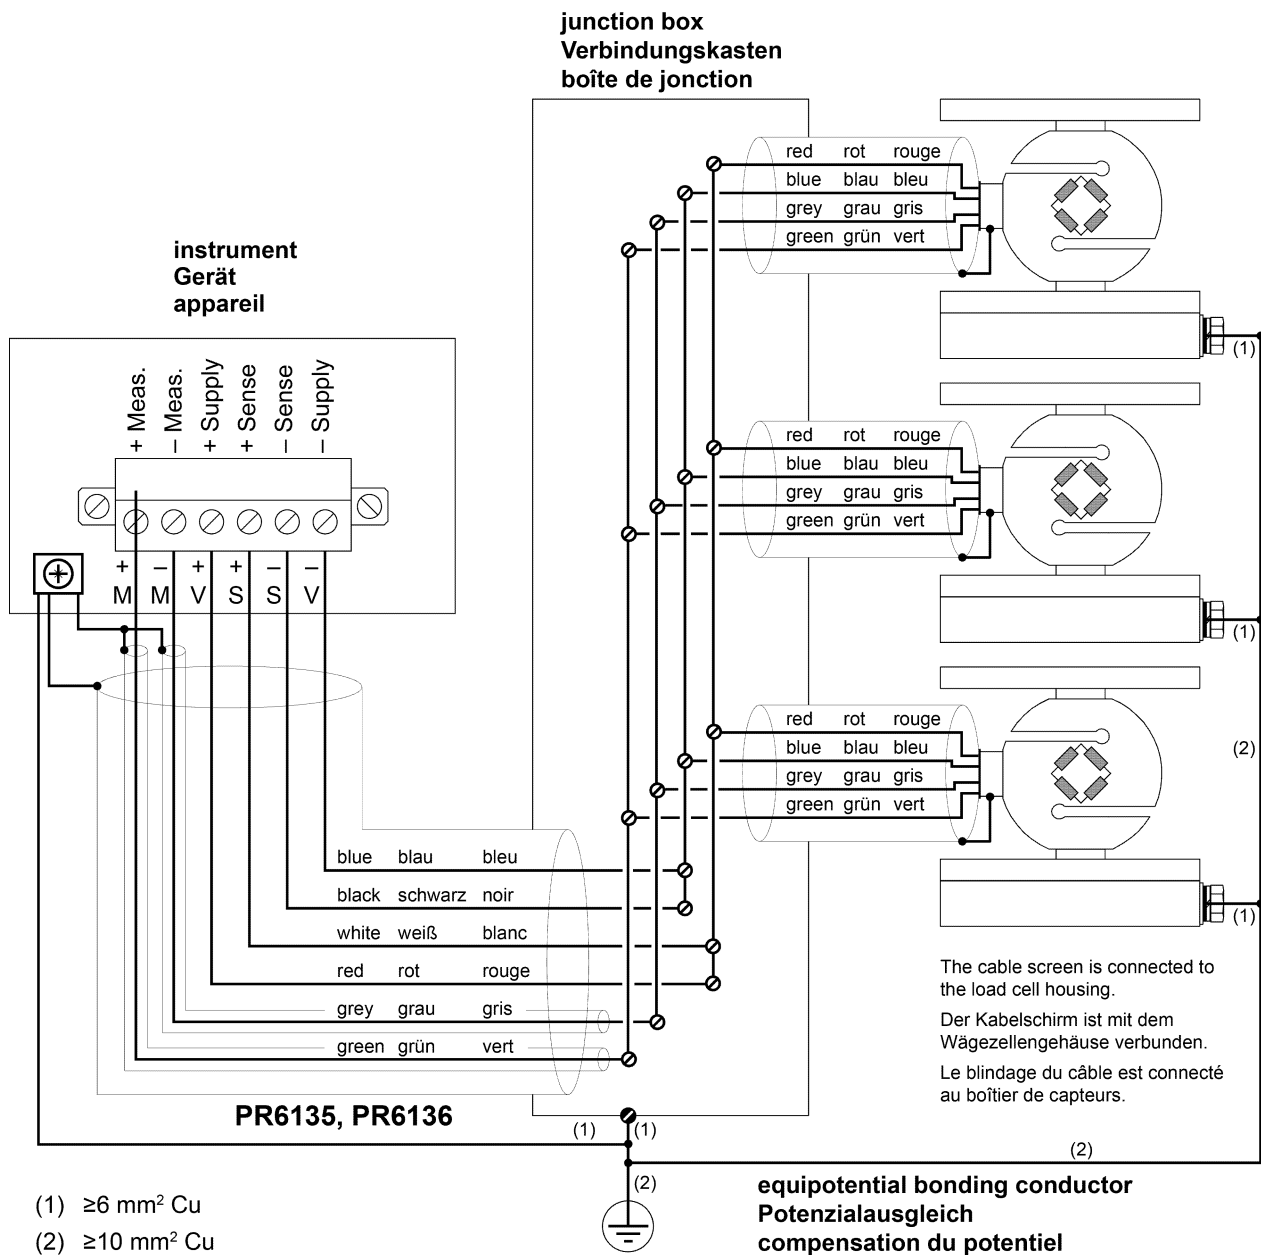 junction box
Verbindungskasten
boîte de jonction
red rot rouge
blue blau bleu
grey grau gris
green grün vert
instrument
Gerät
appareil
(1)
+ Meas.
– Meas.
+ Supply
+ Sense
– Sense
– Supply
red rot rouge
blue blau bleu
grey grau gris
green grün vert
+ – + + – –
M M V S S V
(1)
red rot rouge
blue blau bleu
grey grau gris
green grün vert
(2)
blue blau bleu
black schwarz noir
white weiß blanc
red rot rouge
grey grau gris
green grün vert
(1)
The cable screen is connected to
the load cell housing.
Der Kabelschirm ist mit dem
Wägezellengehäuse verbunden.
Le blindage du câble est connecté
au boîtier de capteurs.
PR6135, PR6136
(1) (1)
(2)
(2)
equipotential bonding conductor
Potenzialausgleich
compensation du potentiel
(1) ≥6 mm² Cu
(2) ≥10 mm² Cu